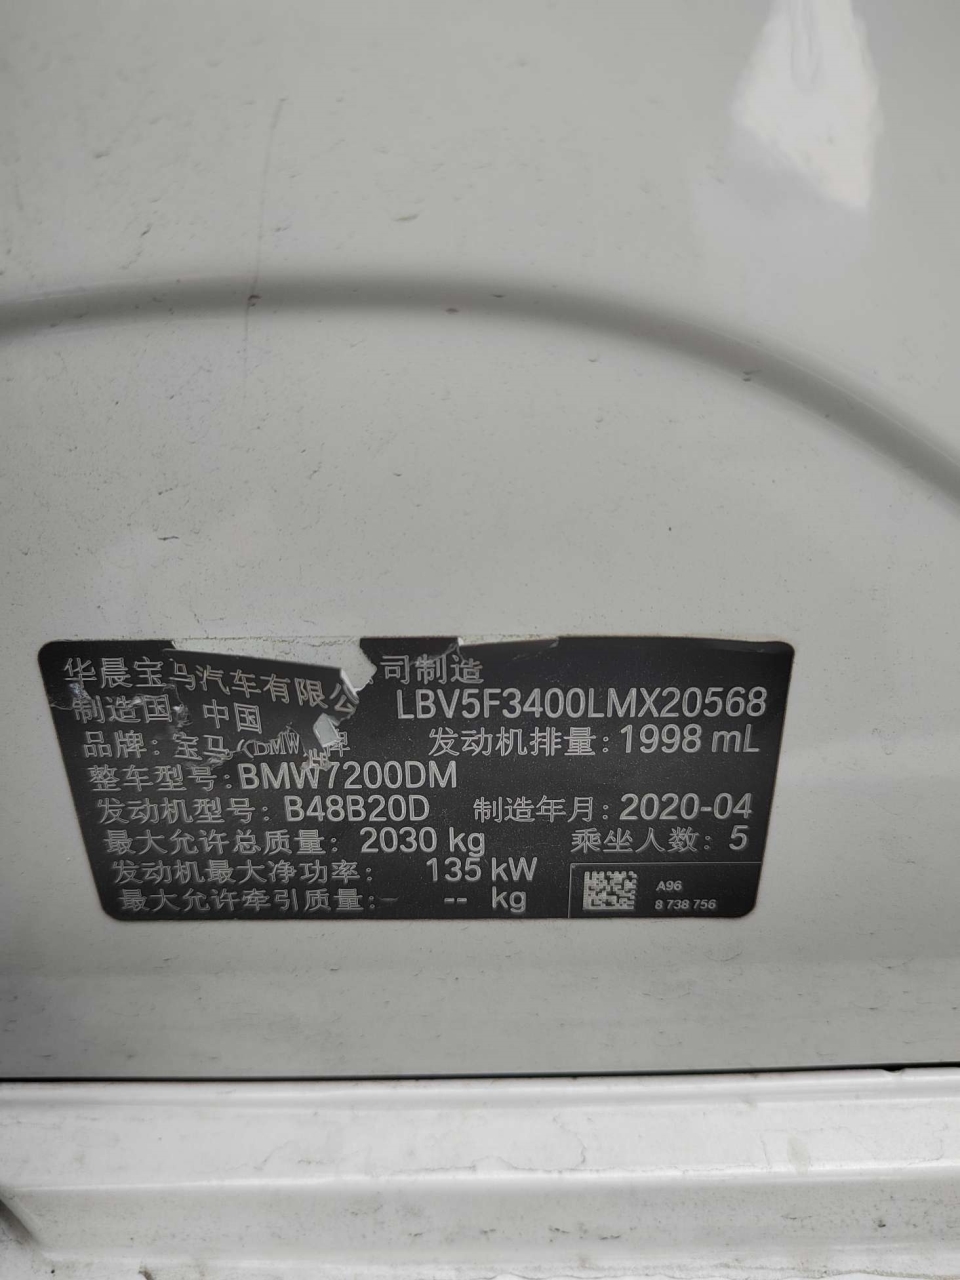 华晨宝马汽车有限公司制造
制造国: 中国 LBV5F3400LMX20568
品牌: 宝马(BMW)牌 发动机排量: 1998 mL
整车型号: BMW7200DM
发动机型号: B48B20D 制造年月: 2020-04
最大允许总质量: 2030 kg 乘坐人数: 5
发动机最大净功率: 135 kW
最大允许牵引质量: -- kg
A96
8 738 756